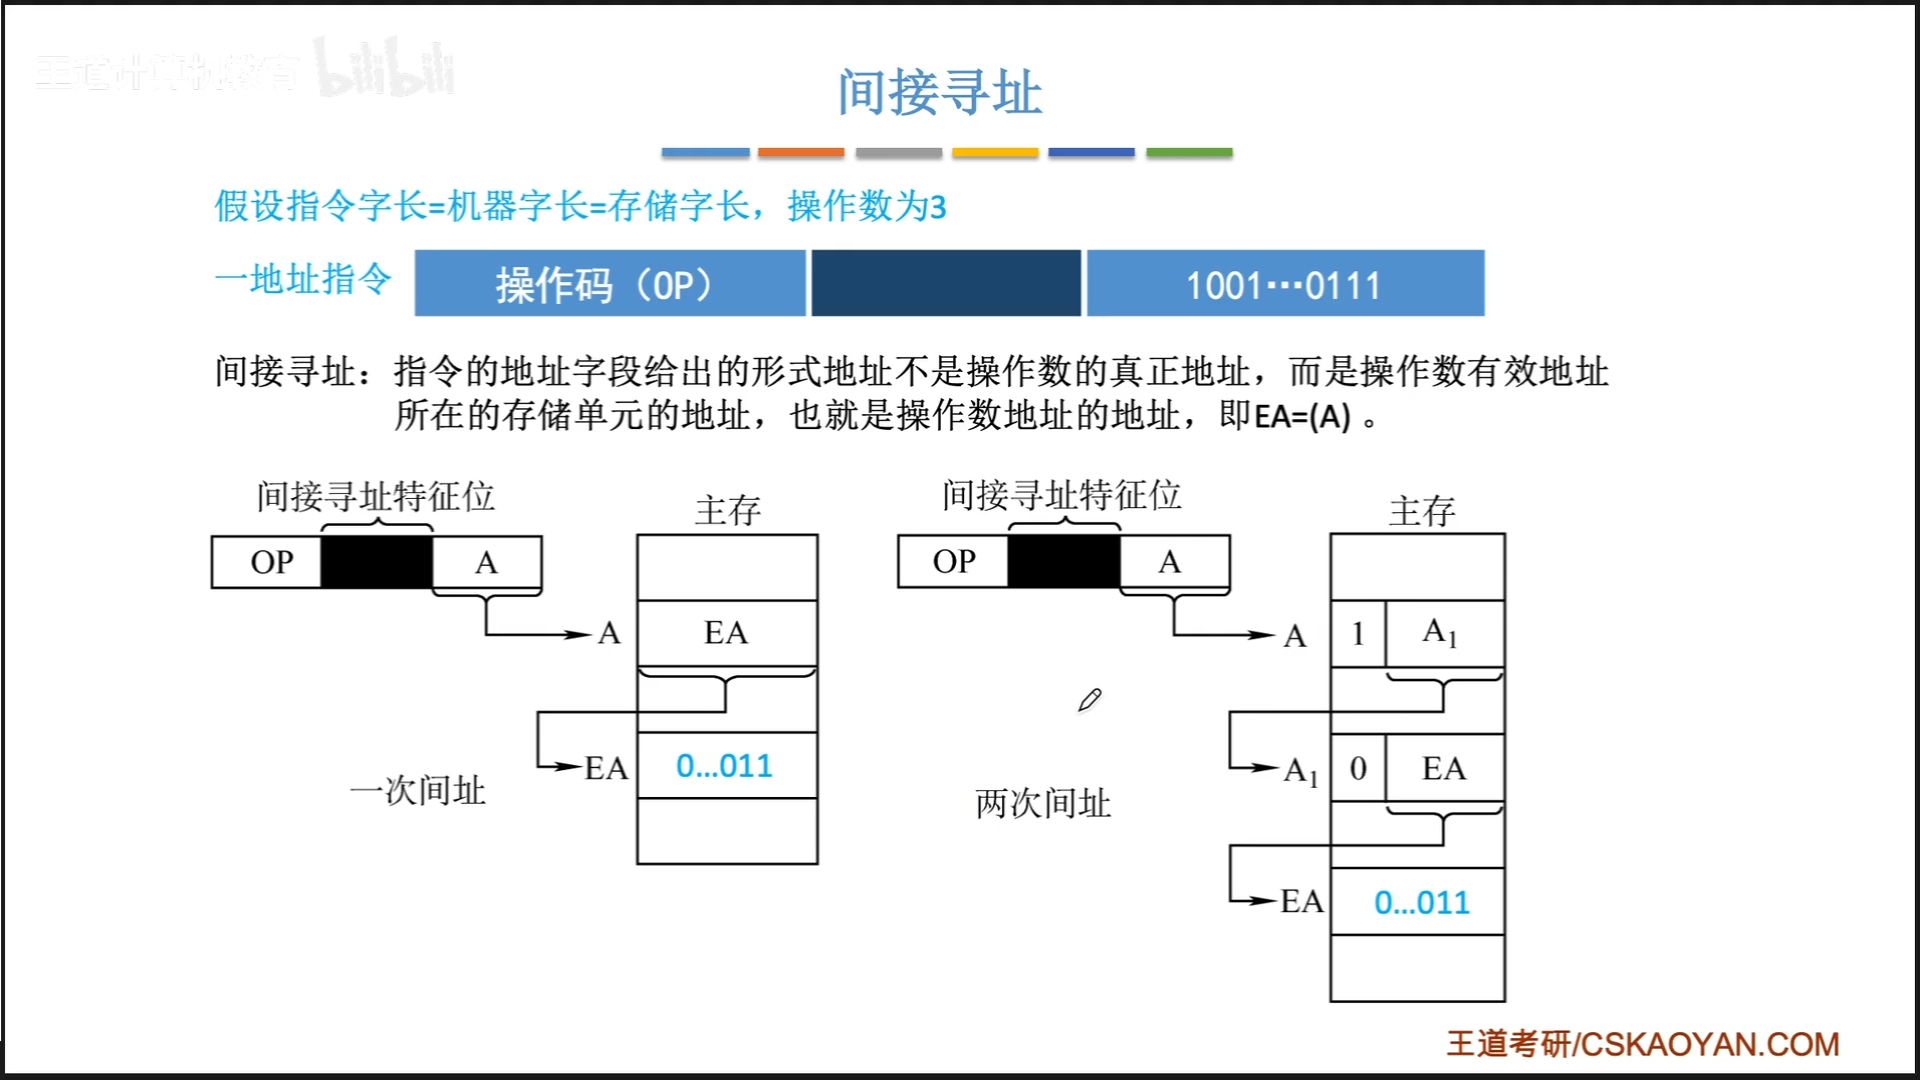 王道计算机教育 bilibili
间接寻址
假设指令字长=机器字长=存储字长，操作数为3
一地址指令 操作码（OP） 1001···0111
间接寻址：指令的地址字段给出的形式地址不是操作数的真正地址，而是操作数有效地址
所在的存储单元的地址，也就是操作数地址的地址，即EA=(A) 。
间接寻址特征位
主存
OP A
A EA
EA 0...011
一次间址
间接寻址特征位
主存
OP A
A 1 A₁
A₁ 0 EA
两次间址
EA 0...011
王道考研/CSKAOYAN.COM